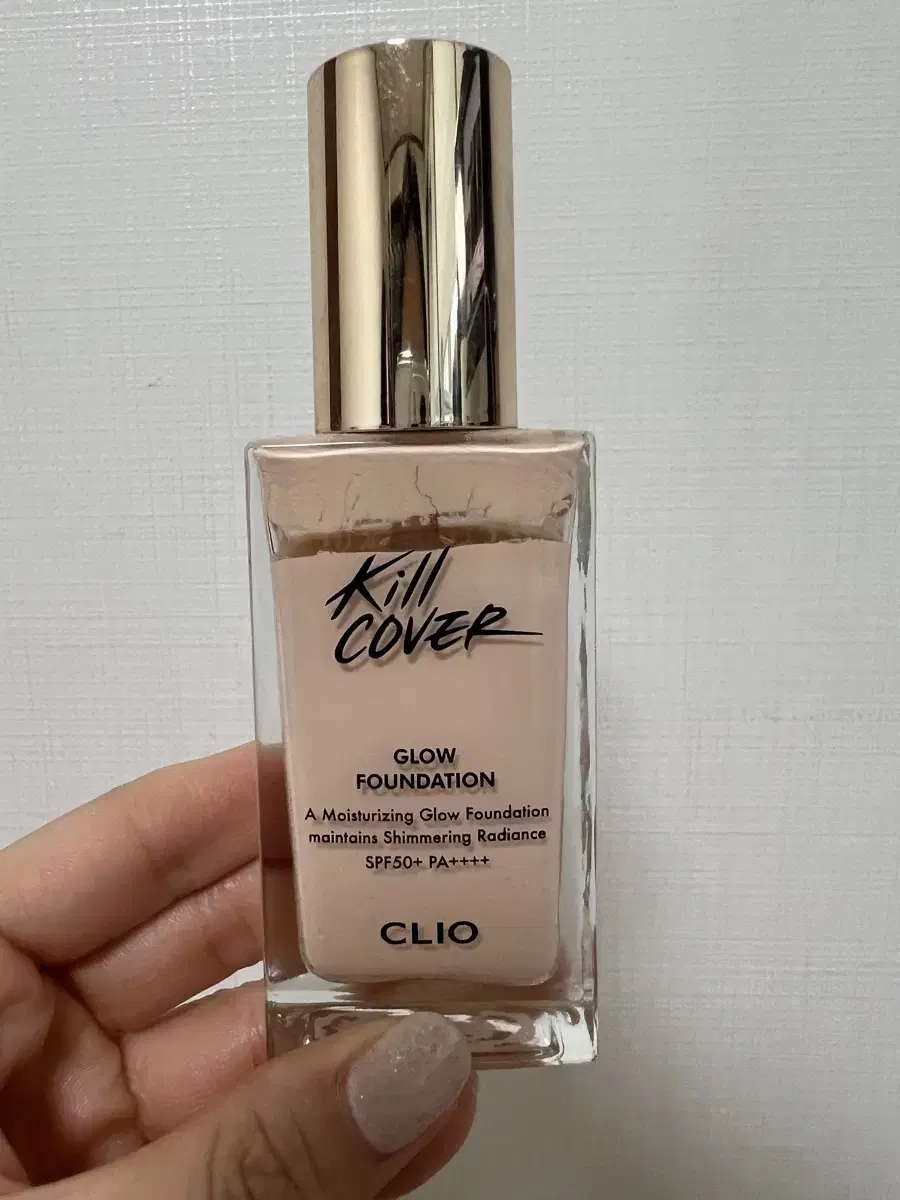 Kill
COVER
GLOW
FOUNDATION
A Moisturizing Glow Foundation
maintains Shimmering Radiance
SPF50+ PA++++
CLIO